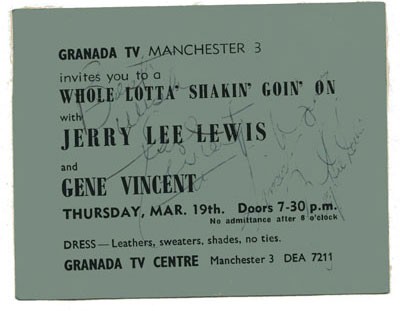 GRANADA TV MANCHESTER 3
invites you to a
WHOLE LOTTA' SHAKIN' GOIN' ON
with
JERRY LEE LEWIS
and
GENE VINCENT
THURSDAY, MAR. 19th. Doors 7-30 p.m.
No admittance after 8 o'clock
DRESS — Leathers, sweaters, shades, no ties.
GRANADA TV CENTRE Manchester 3 DEA 7211